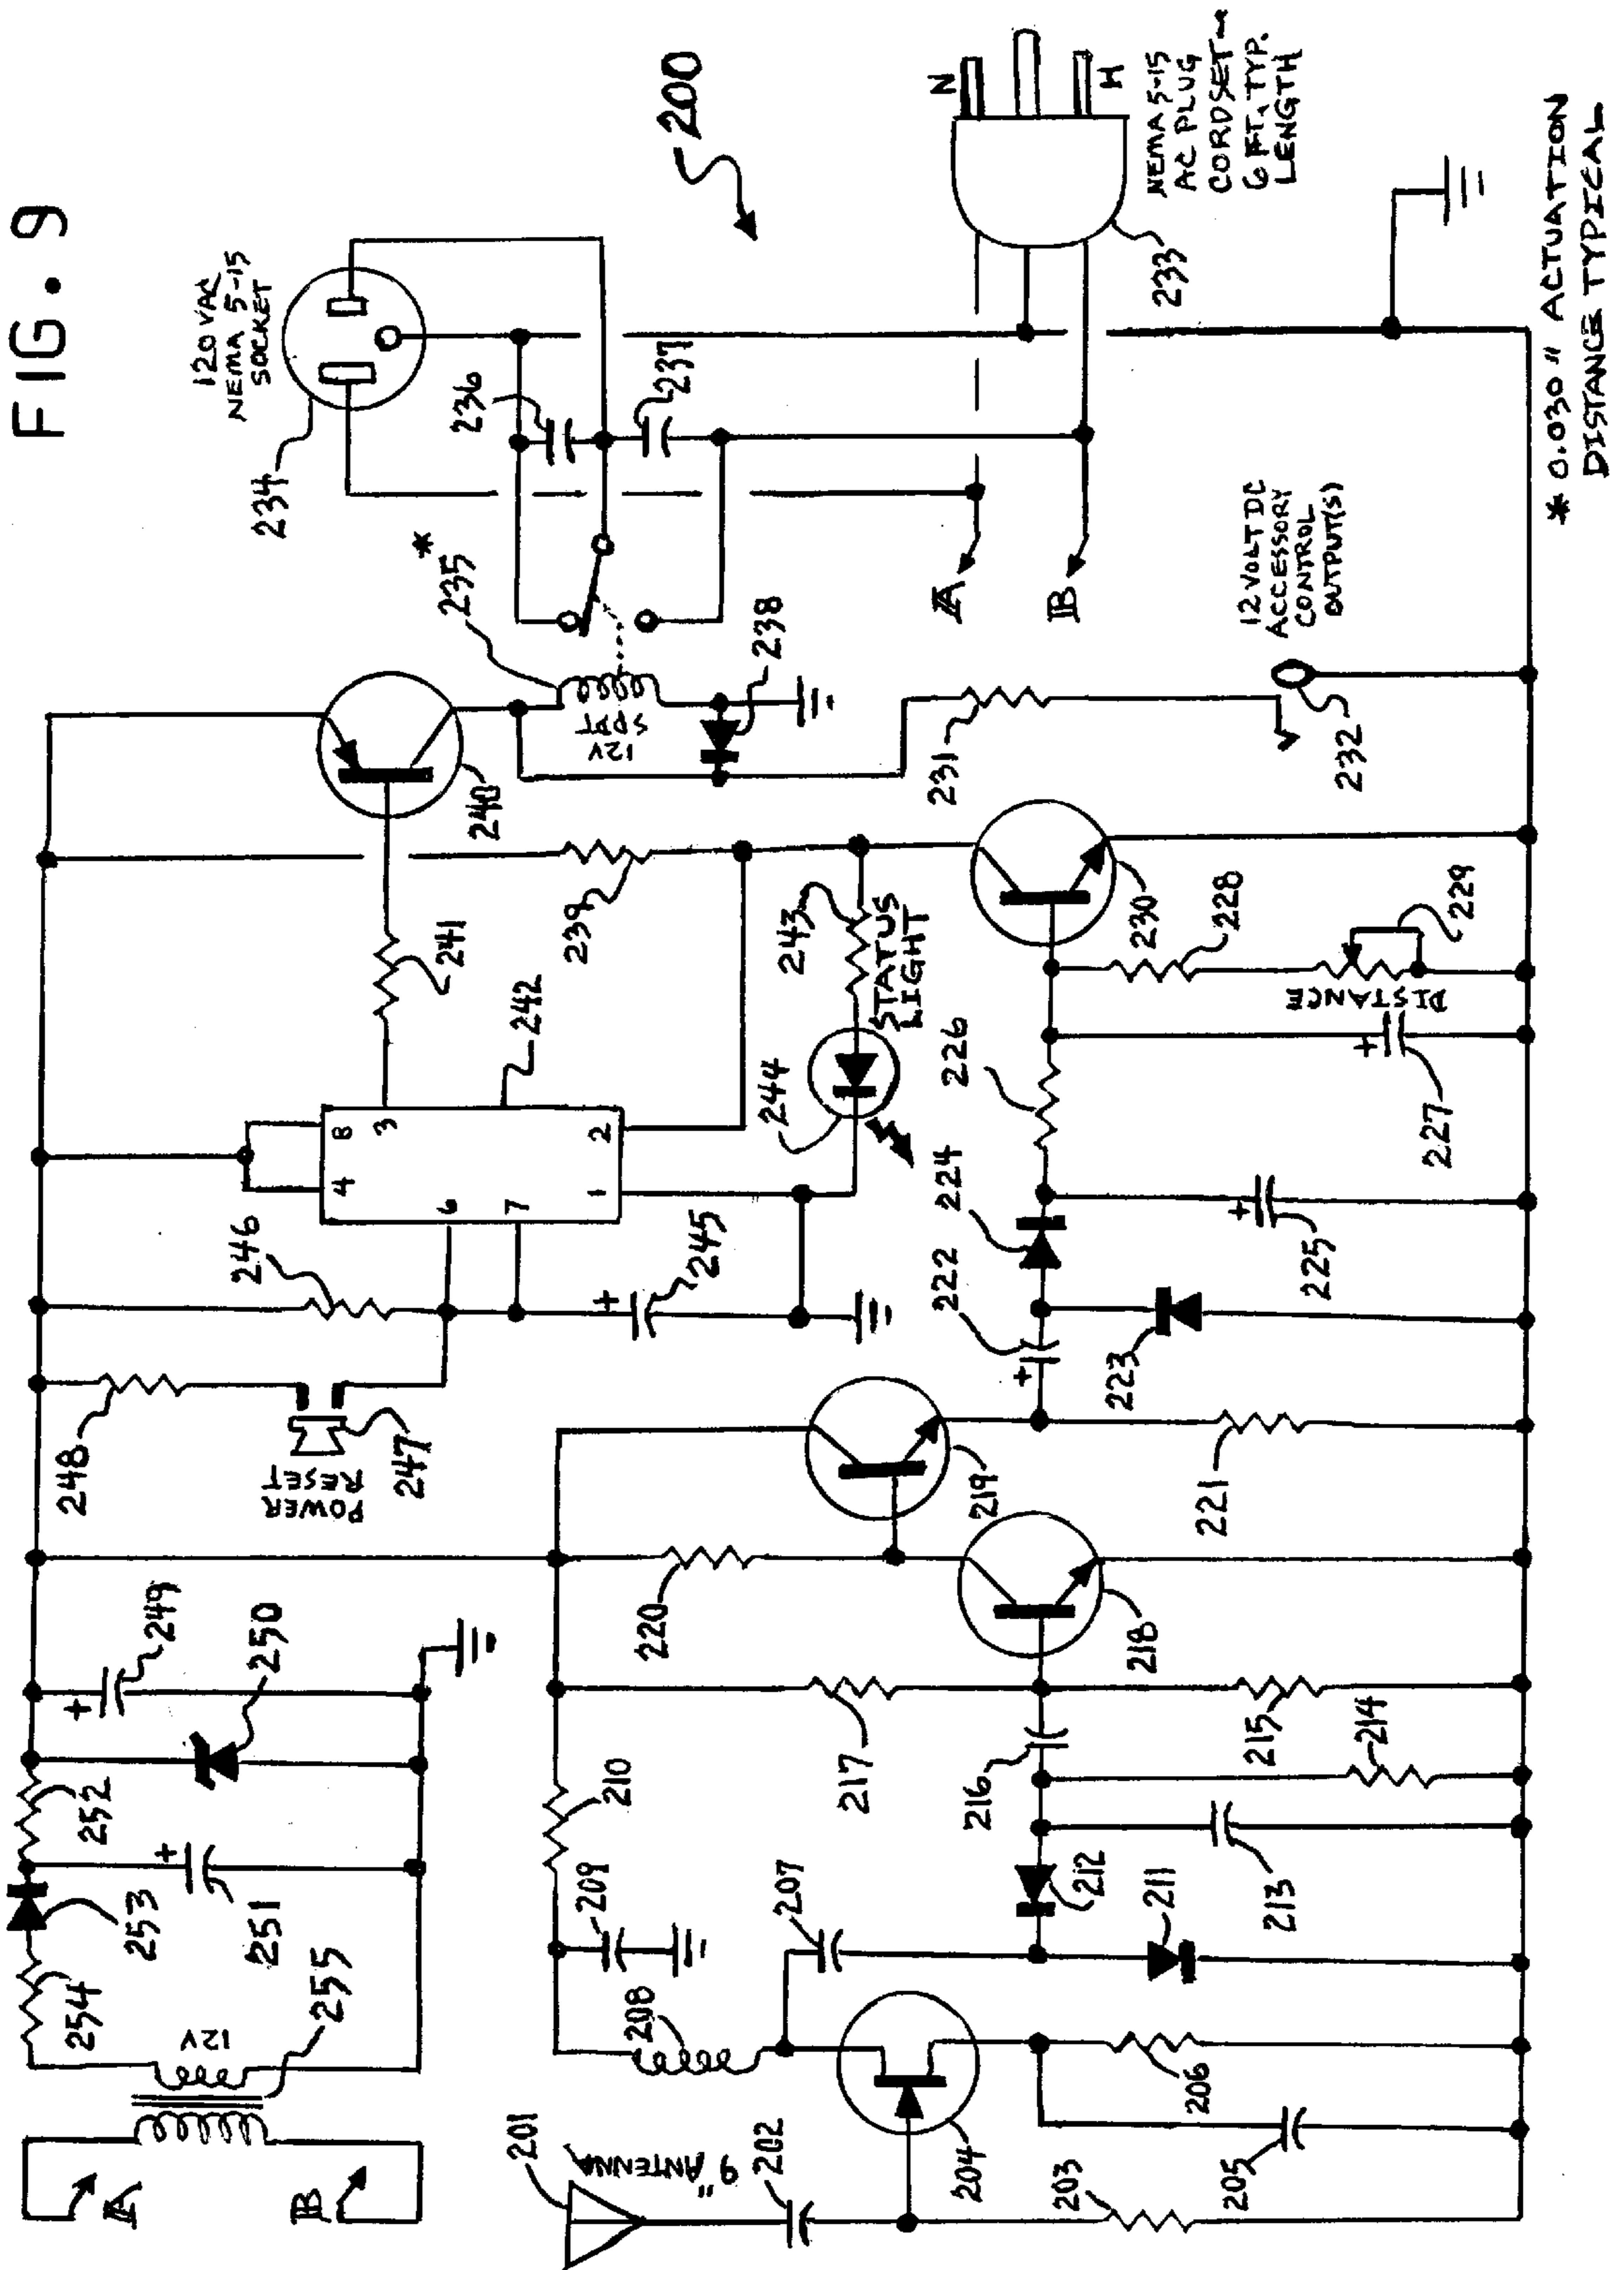 FIG. 9
120 VAC
NEMA 5-15
SOCKET
234
236
237
200
N
H
NEMA 5-15
AC PLUG
CORDSET~
6 FT. TYP.
LENGTH
233
235 *
12V
SPDT
238
240
A
B
12 VOLT DC
ACCESSORY
CONTROL
OUTPUT(S)
232
231
* 0.030" ACTUATION
DISTANCE TYPICAL
241
239
242
8
3
4
6
7
1
2
243
STATUS
LIGHT
244
230
228
229
DISTANCE
226
227
224
225
222
223
246
245
248
POWER
RESET
247
219
221
220
218
249
250
252
253
251
254
255
12V
A
B
217
216
215
214
210
209
207
212
211
213
208
201
9" ANTENNA
202
204
203
206
205
+
+
+
+
+
+